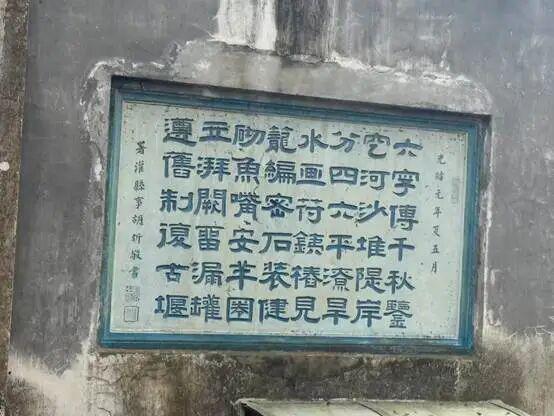 光緒元年夏五月
六字傳千秋鑒
穵河沙堆隄岸
分四六平潦旱
水画符鐵樁見
籠編密石裝健
砌魚嘴安羊圈
立湃闕留漏罐
遵舊制復古堰
署灌縣事胡圻敬書